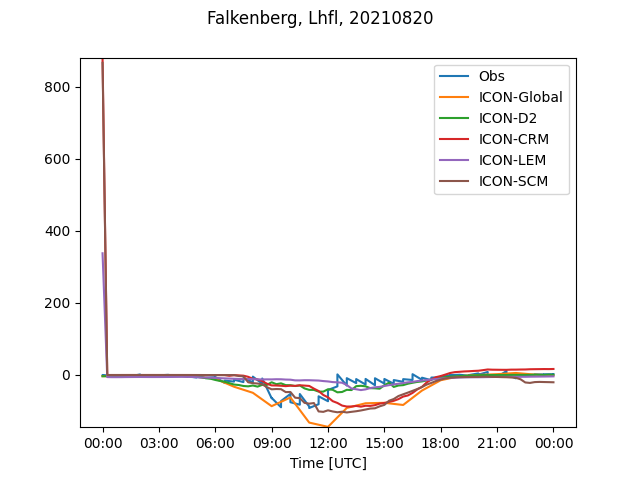 Falkenberg, Lhfl, 20210820
800
600
400
200
0
Obs
ICON-Global
ICON-D2
ICON-CRM
ICON-LEM
ICON-SCM
00:00 03:00 06:00 09:00 12:00 15:00 18:00 21:00 00:00
Time [UTC]